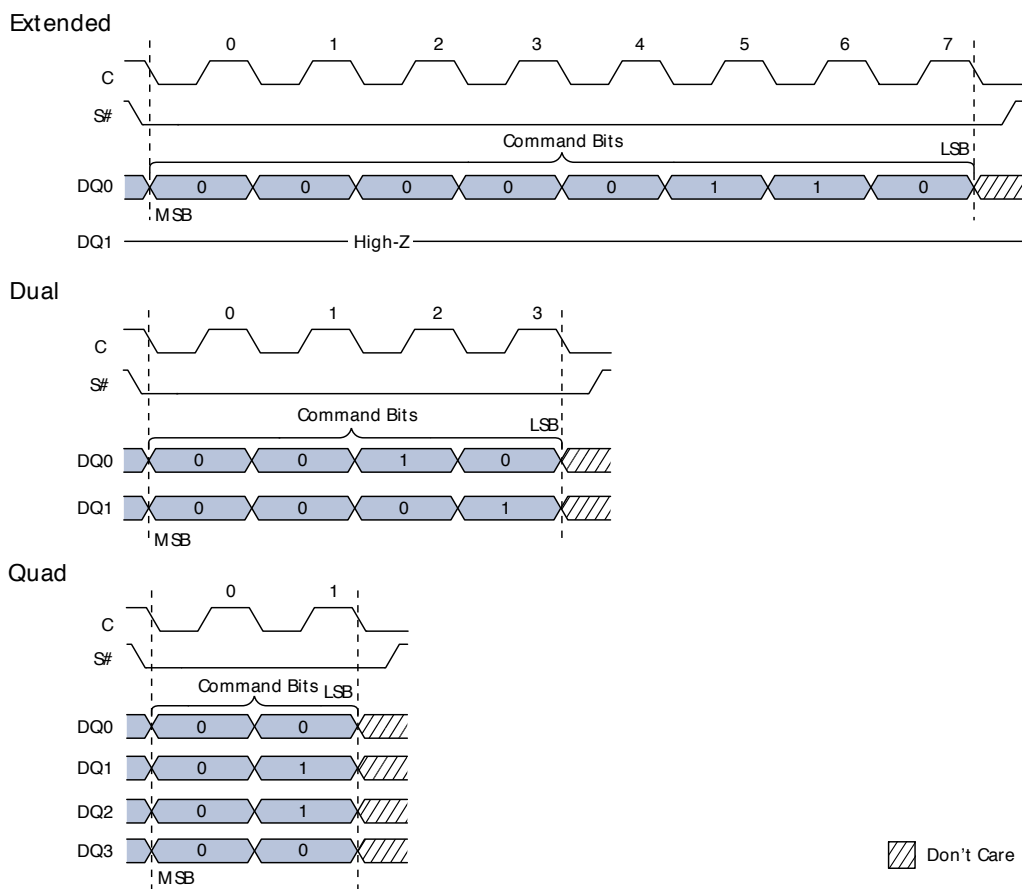 Extended
0 1 2 3 4 5 6 7
C
S#
Command Bits LSB
DQ0 0 0 0 0 0 1 1 0
MSB
DQ1 High-Z
Dual
0 1 2 3
C
S#
Command Bits LSB
DQ0 0 0 1 0
DQ1 0 0 0 1
MSB
Quad
0 1
C
S#
Command Bits LSB
DQ0 0 0
DQ1 0 1
DQ2 0 1
DQ3 0 0
MSB
Don't Care